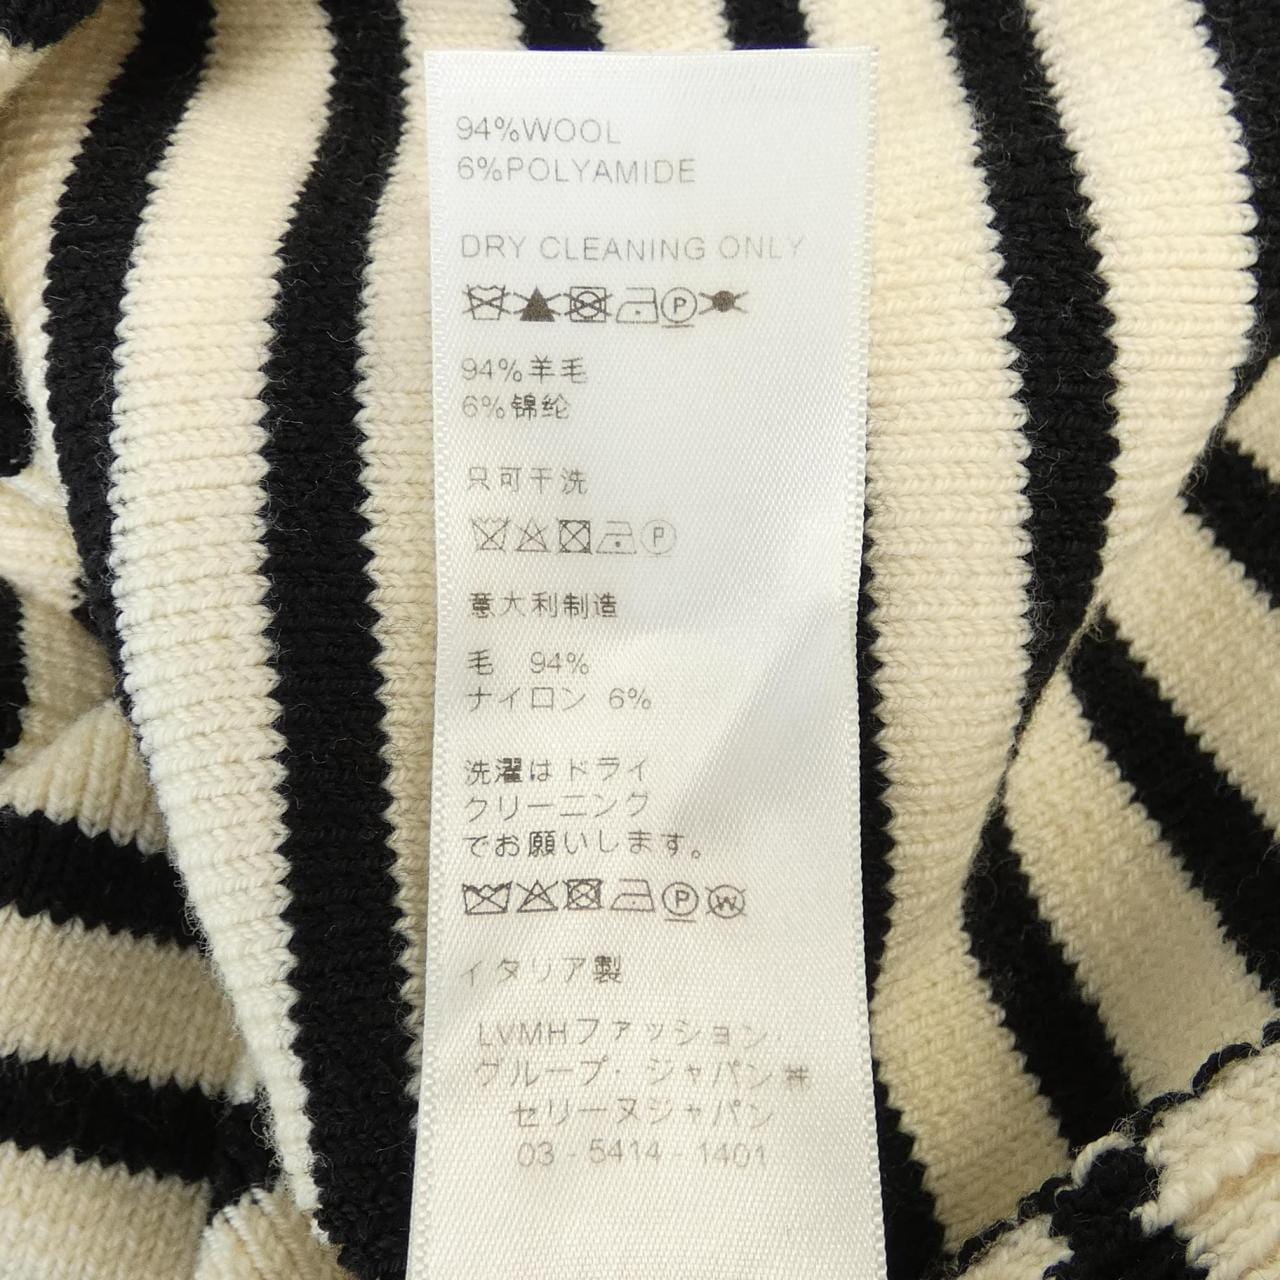 94%WOOL
6%POLYAMIDE
DRY CLEANING ONLY
P
94%羊毛
6%锦纶
只可干洗
P
意大利制造
毛 94%
ナイロン 6%
洗濯はドライ
クリーニング
でお願いします。
P W
イタリア製
LVMHファッション
グループ・ジャパン㈱
セリーヌジャパン
03-5414 1401